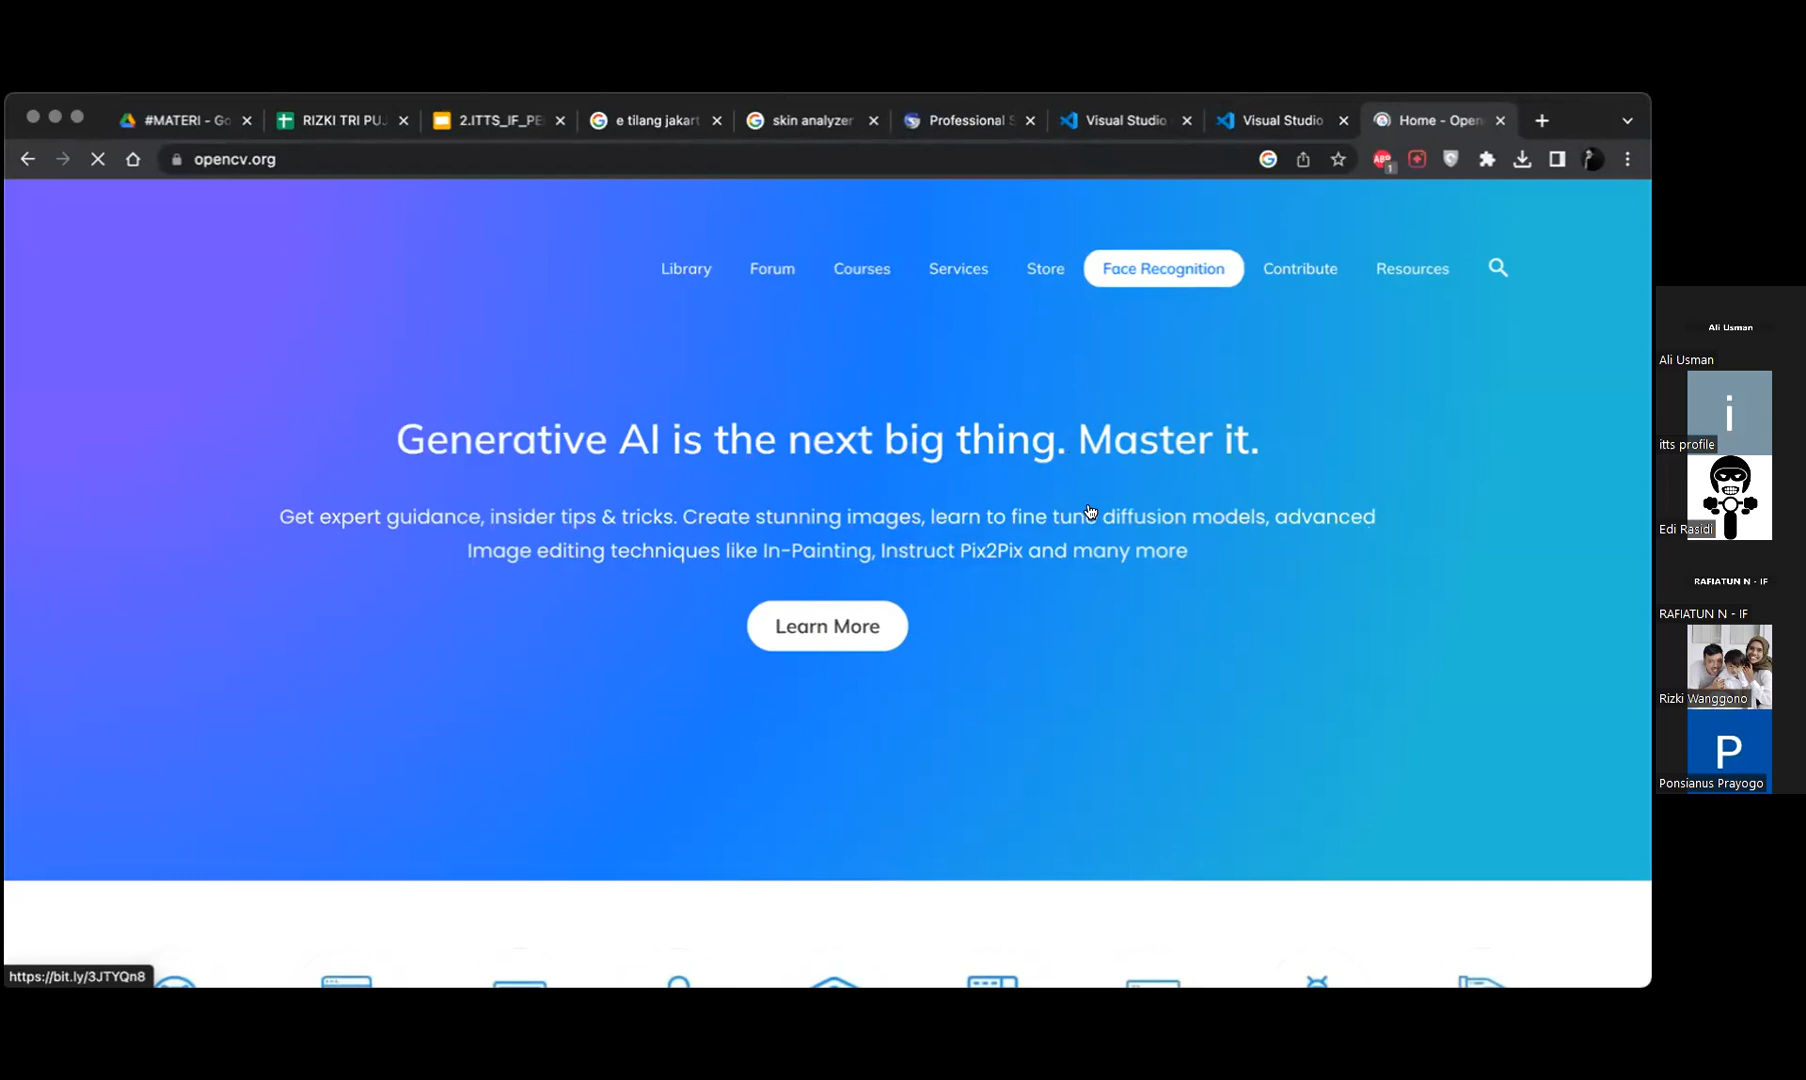 #MATERI - Go
RIZKI TRI PUJ
2.ITTS_IF_PE
e tilang jakart
skin analyzer
Professional S
Visual Studio
Visual Studio
Home - Open
opencv.org
ABP
1
Library
Forum
Courses
Services
Store
Face Recognition
Contribute
Resources
Generative AI is the next big thing. Master it.
Get expert guidance, insider tips & tricks. Create stunning images, learn to fine tune diffusion models, advanced
Image editing techniques like In-Painting, Instruct Pix2Pix and many more
Learn More
https://bit.ly/3JTYQn8
Ali Usman
Ali Usman
i
itts profile
Edi Rasidi
RAFIATUN N - IF
RAFIATUN N - IF
Rizki Wanggono
P
Ponsianus Prayogo